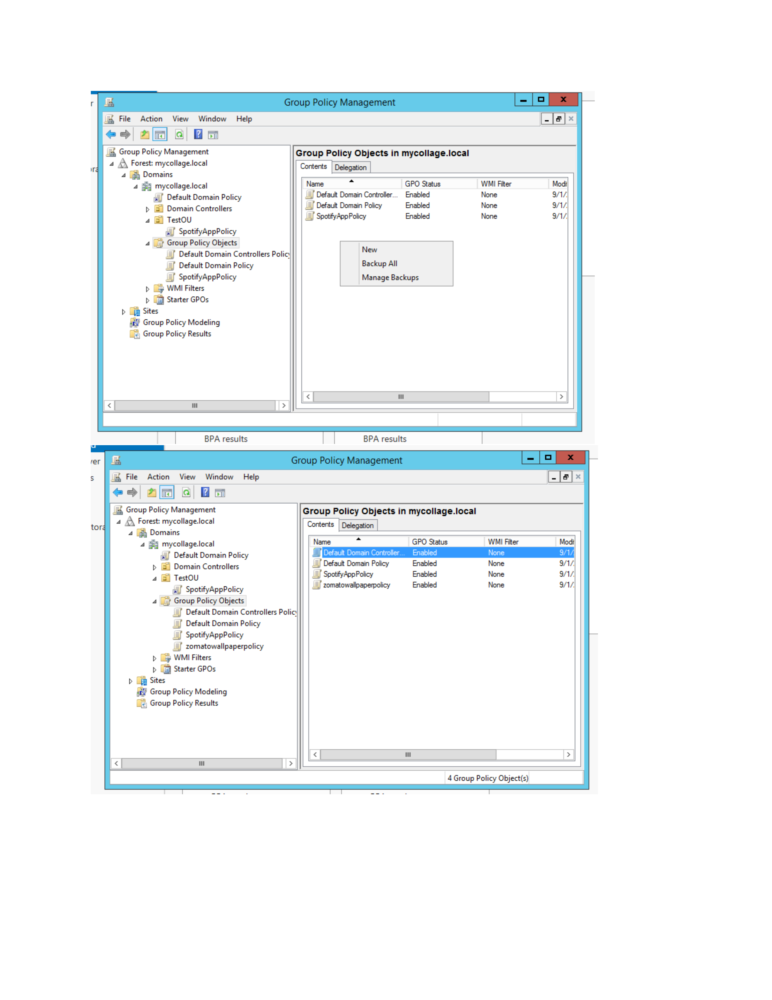 r
Group Policy Management
File Action View Window Help
Group Policy Management
Forest: mycollage.local
Domains
mycollage.local
Default Domain Policy
Domain Controllers
TestOU
SpotifyAppPolicy
Group Policy Objects
Default Domain Controllers Policy
Default Domain Policy
SpotifyAppPolicy
WMI Filters
Starter GPOs
Sites
Group Policy Modeling
Group Policy Results
Group Policy Objects in mycollage.local
Contents Delegation
Name GPO Status WMI Filter Modi
Default Domain Controller... Enabled None 9/1/
Default Domain Policy Enabled None 9/1/
SpotifyAppPolicy Enabled None 9/1/
New
Backup All
Manage Backups
BPA results BPA results
ver
s
tora
Group Policy Management
File Action View Window Help
Group Policy Management
Forest: mycollage.local
Domains
mycollage.local
Default Domain Policy
Domain Controllers
TestOU
SpotifyAppPolicy
Group Policy Objects
Default Domain Controllers Policy
Default Domain Policy
SpotifyAppPolicy
zomatowallpaperpolicy
WMI Filters
Starter GPOs
Sites
Group Policy Modeling
Group Policy Results
Group Policy Objects in mycollage.local
Contents Delegation
Name GPO Status WMI Filter Modi
Default Domain Controller... Enabled None 9/1/
Default Domain Policy Enabled None 9/1/
SpotifyAppPolicy Enabled None 9/1/
zomatowallpaperpolicy Enabled None 9/1/
4 Group Policy Object(s)